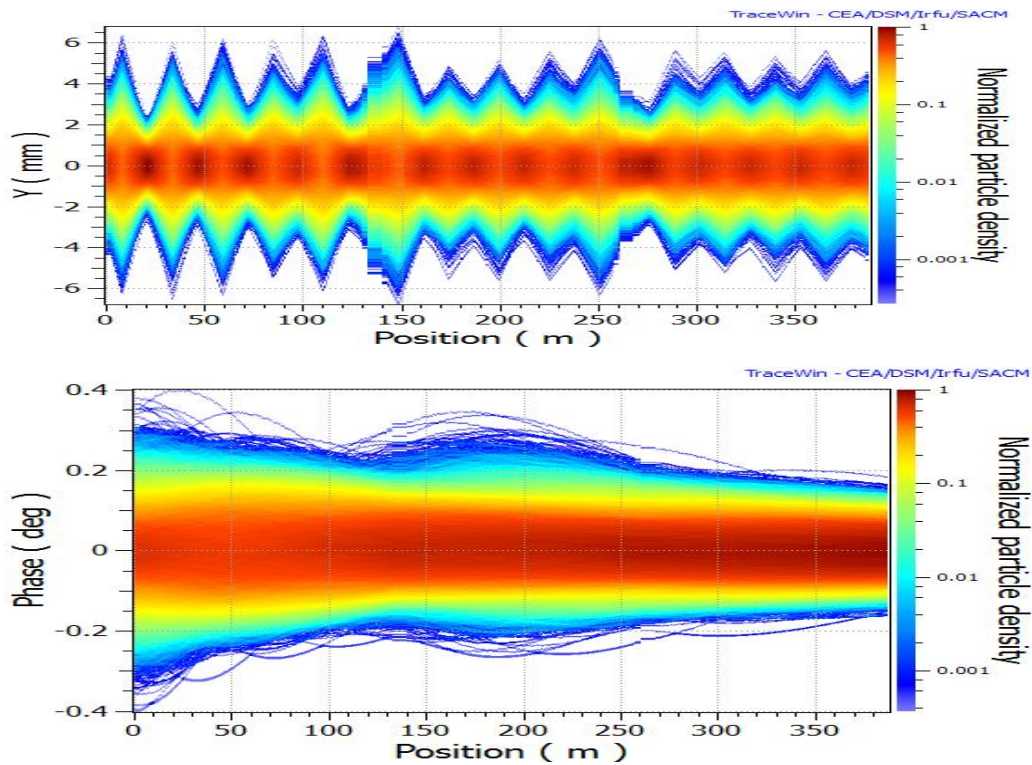 TraceWin - CEA/DSM/Irfu/SACM
6
4
2
0
-2
-4
-6
Y ( mm )
0 50 100 150 200 250 300 350
Position ( m )
1
0.1
0.01
0.001
Normalized particle density
TraceWin - CEA/DSM/Irfu/SACM
0.4
0.2
0
-0.2
-0.4
Phase ( deg )
0 50 100 150 200 250 300 350
Position ( m )
1
0.1
0.01
0.001
Normalized particle density